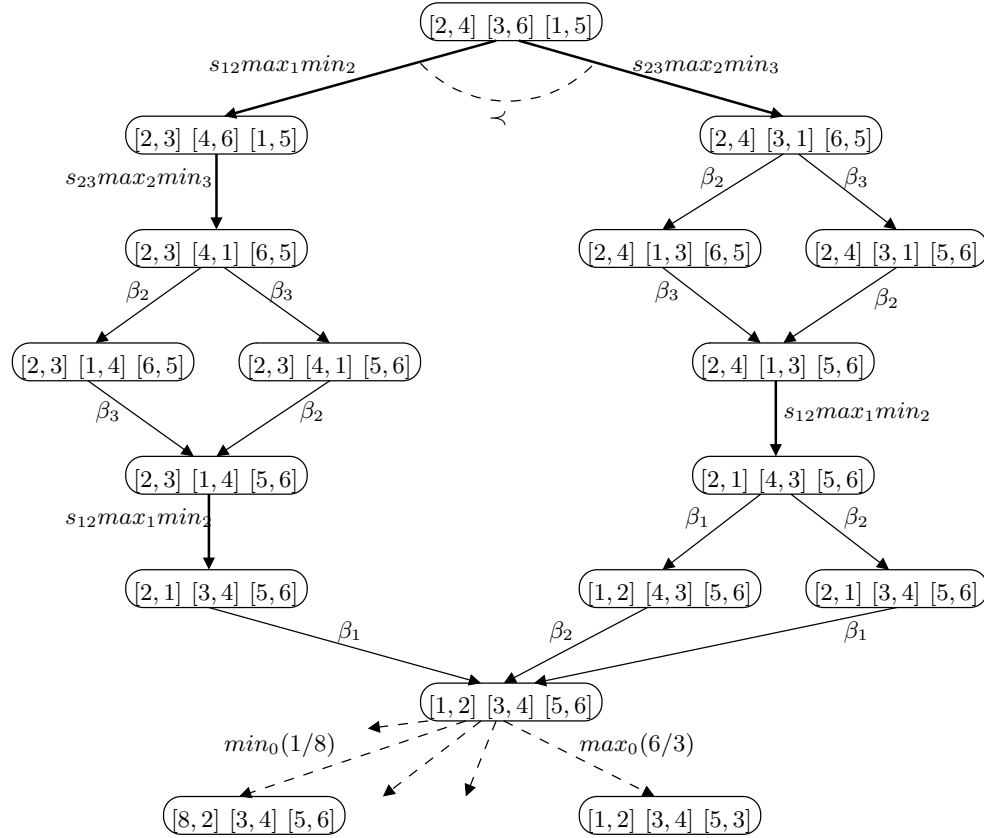 [2, 4] [3, 6] [1, 5]
s₁₂max₁min₂ s₂₃max₂min₃
≺
[2, 3] [4, 6] [1, 5] [2, 4] [3, 1] [6, 5]
s₂₃max₂min₃ β₂ β₃
[2, 3] [4, 1] [6, 5] [2, 4] [1, 3] [6, 5] [2, 4] [3, 1] [5, 6]
β₂ β₃ β₃ β₂
[2, 3] [1, 4] [6, 5] [2, 3] [4, 1] [5, 6] [2, 4] [1, 3] [5, 6]
β₃ β₂ s₁₂max₁min₂
[2, 3] [1, 4] [5, 6] [2, 1] [4, 3] [5, 6]
s₁₂max₁min₂ β₁ β₂
[2, 1] [3, 4] [5, 6] [1, 2] [4, 3] [5, 6] [2, 1] [3, 4] [5, 6]
β₁ β₂ β₁
[1, 2] [3, 4] [5, 6]
min₀(1/8) max₀(6/3)
[8, 2] [3, 4] [5, 6] [1, 2] [3, 4] [5, 3]